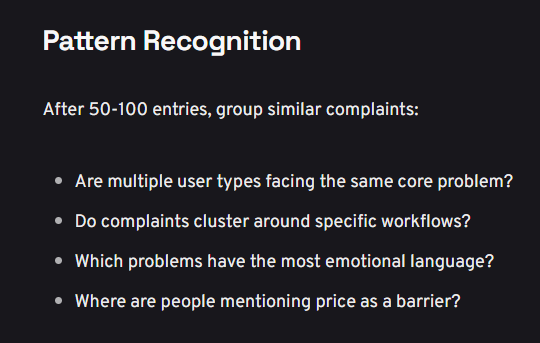 Pattern Recognition
After 50-100 entries, group similar complaints:
Are multiple user types facing the same core problem?
Do complaints cluster around specific workflows?
Which problems have the most emotional language?
Where are people mentioning price as a barrier?